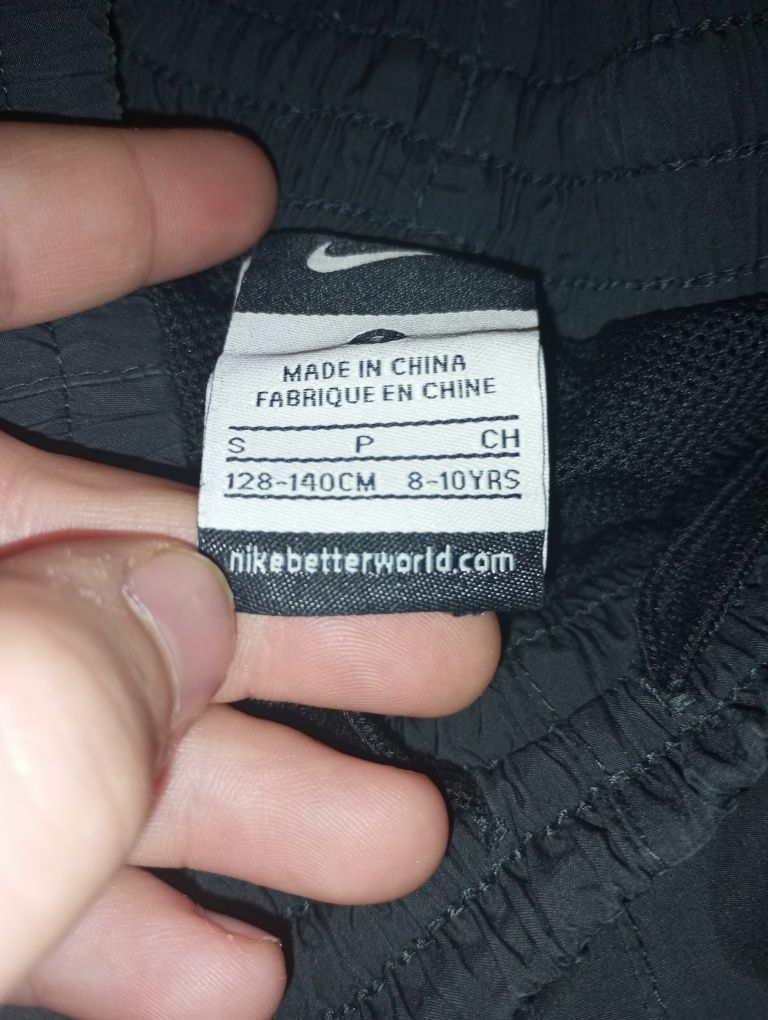 MADE IN CHINA
FABRIQUE EN CHINE
S P CH
128-140CM 8-10YRS
nikebetterworld.com